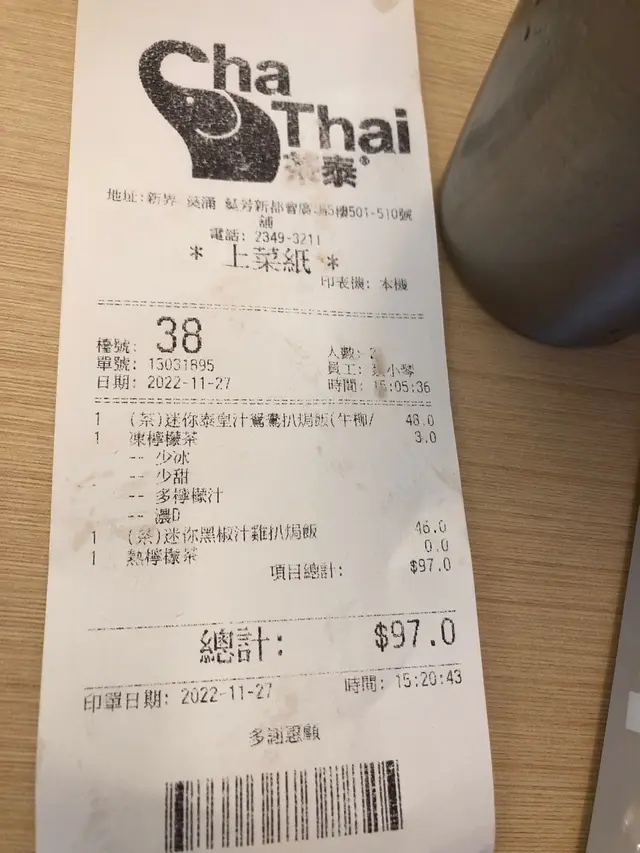 Cha
Thai
茶泰®
地址:新界 葵涌 葵芳新都會廣場5樓501-510號
舖
電話: 2349-3211
* 上菜紙 *
印表機: 本機
檯號: 38
人數: 2
單號: 13031895
員工: 小琴
日期: 2022-11-27
時間: 15:05:36
1 (茶)迷你泰皇汁鴛鴦扒焗飯(牛柳/ 48.0
1 凍檸檬茶 3.0
-- 少冰
-- 少甜
-- 多檸檬汁
-- 濃D
1 (茶)迷你黑椒汁雞扒焗飯 46.0
1 熱檸檬茶 0.0
項目總計: $97.0
總計: $97.0
印單日期: 2022-11-27 時間: 15:20:43
多謝惠顧